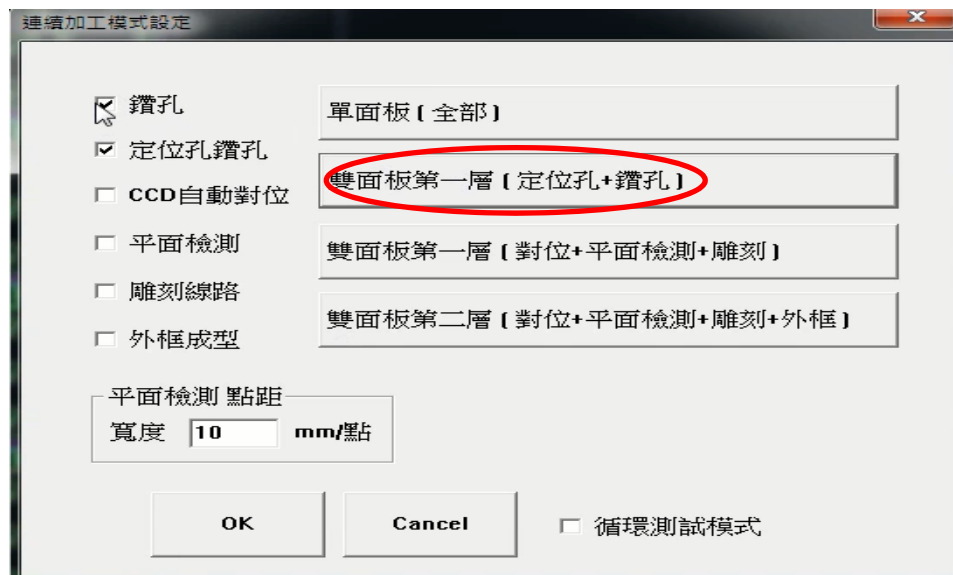 連續加工模式設定
鑽孔
定位孔鑽孔
CCD自動對位
平面檢測
雕刻線路
外框成型
單面板(全部)
雙面板第一層(定位孔+鑽孔)
雙面板第一層(對位+平面檢測+雕刻)
雙面板第二層(對位+平面檢測+雕刻+外框)
平面檢測 點距
寬度 10 mm/點
OK
Cancel
循環測試模式